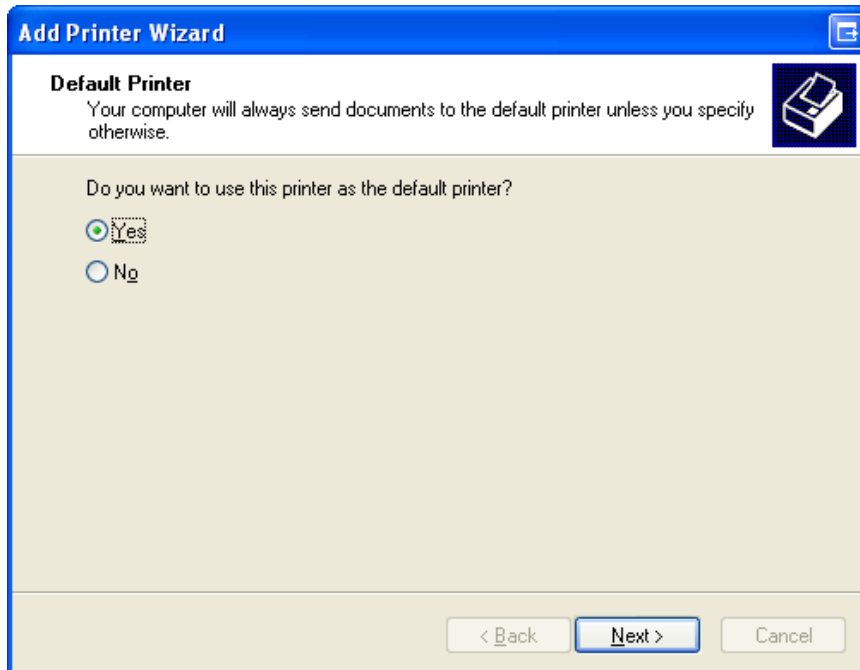 Add Printer Wizard
Default Printer
Your computer will always send documents to the default printer unless you specify
otherwise.
Do you want to use this printer as the default printer?
Yes
No
< Back
Next >
Cancel